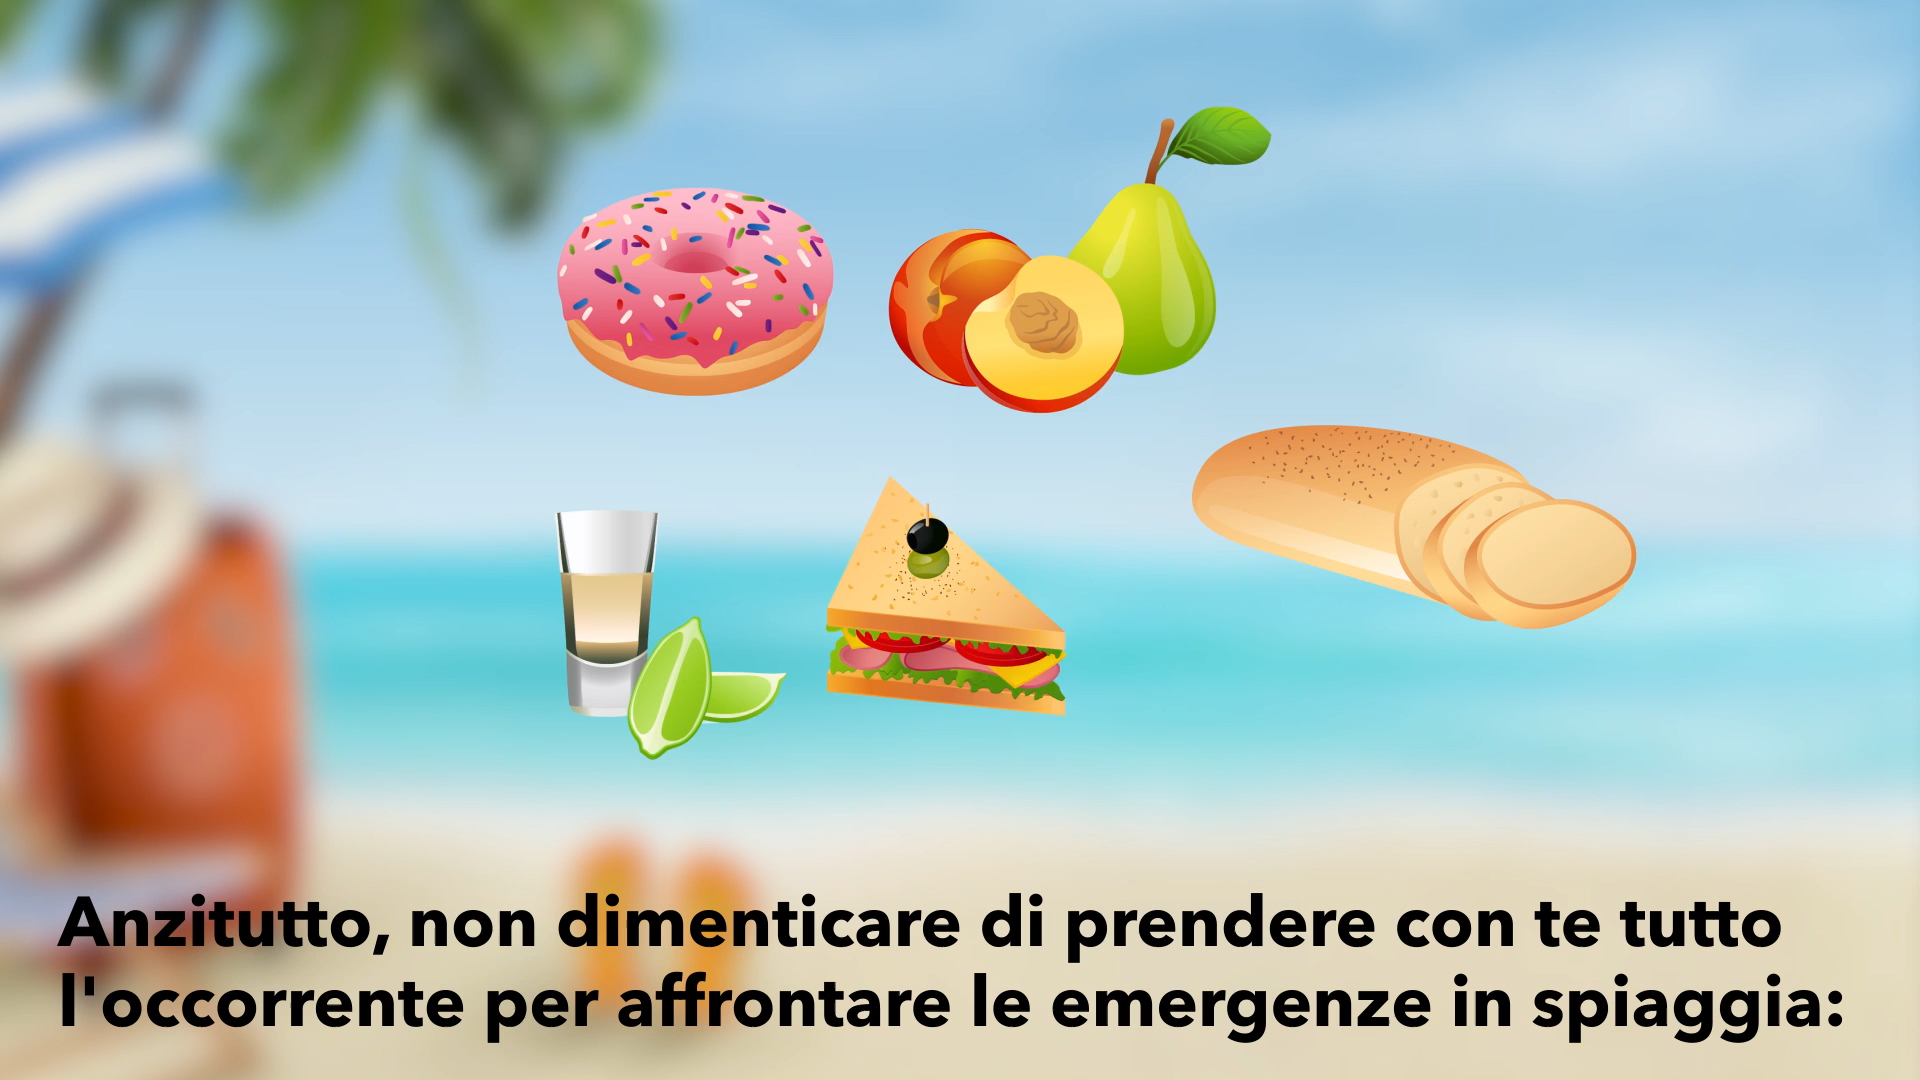 Anzitutto, non dimenticare di prendere con te tutto
l'occorrente per affrontare le emergenze in spiaggia: